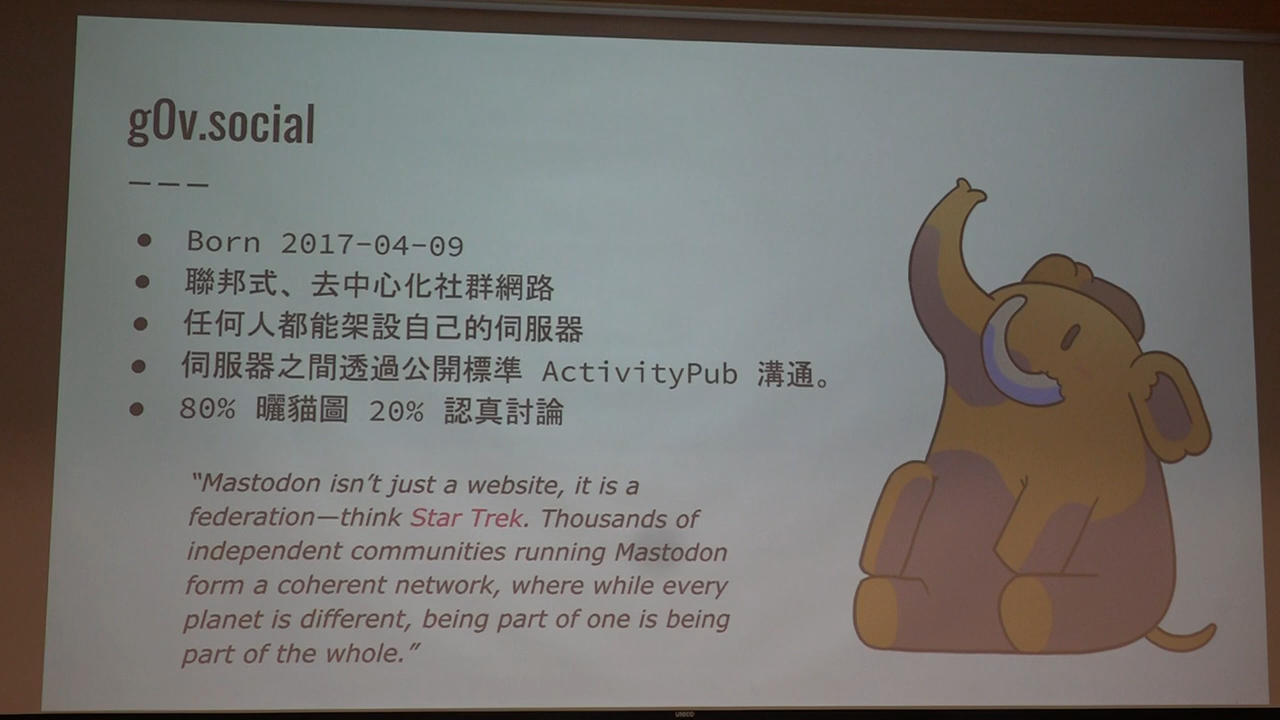 g0v.social
---
● Born 2017-04-09
● 聯邦式、去中心化社群網路
● 任何人都能架設自己的伺服器
● 伺服器之間透過公開標準 ActivityPub 溝通。
● 80% 曬貓圖 20% 認真討論
“Mastodon isn’t just a website, it is a
federation—think Star Trek. Thousands of
independent communities running Mastodon
form a coherent network, where while every
planet is different, being part of one is being
part of the whole.”